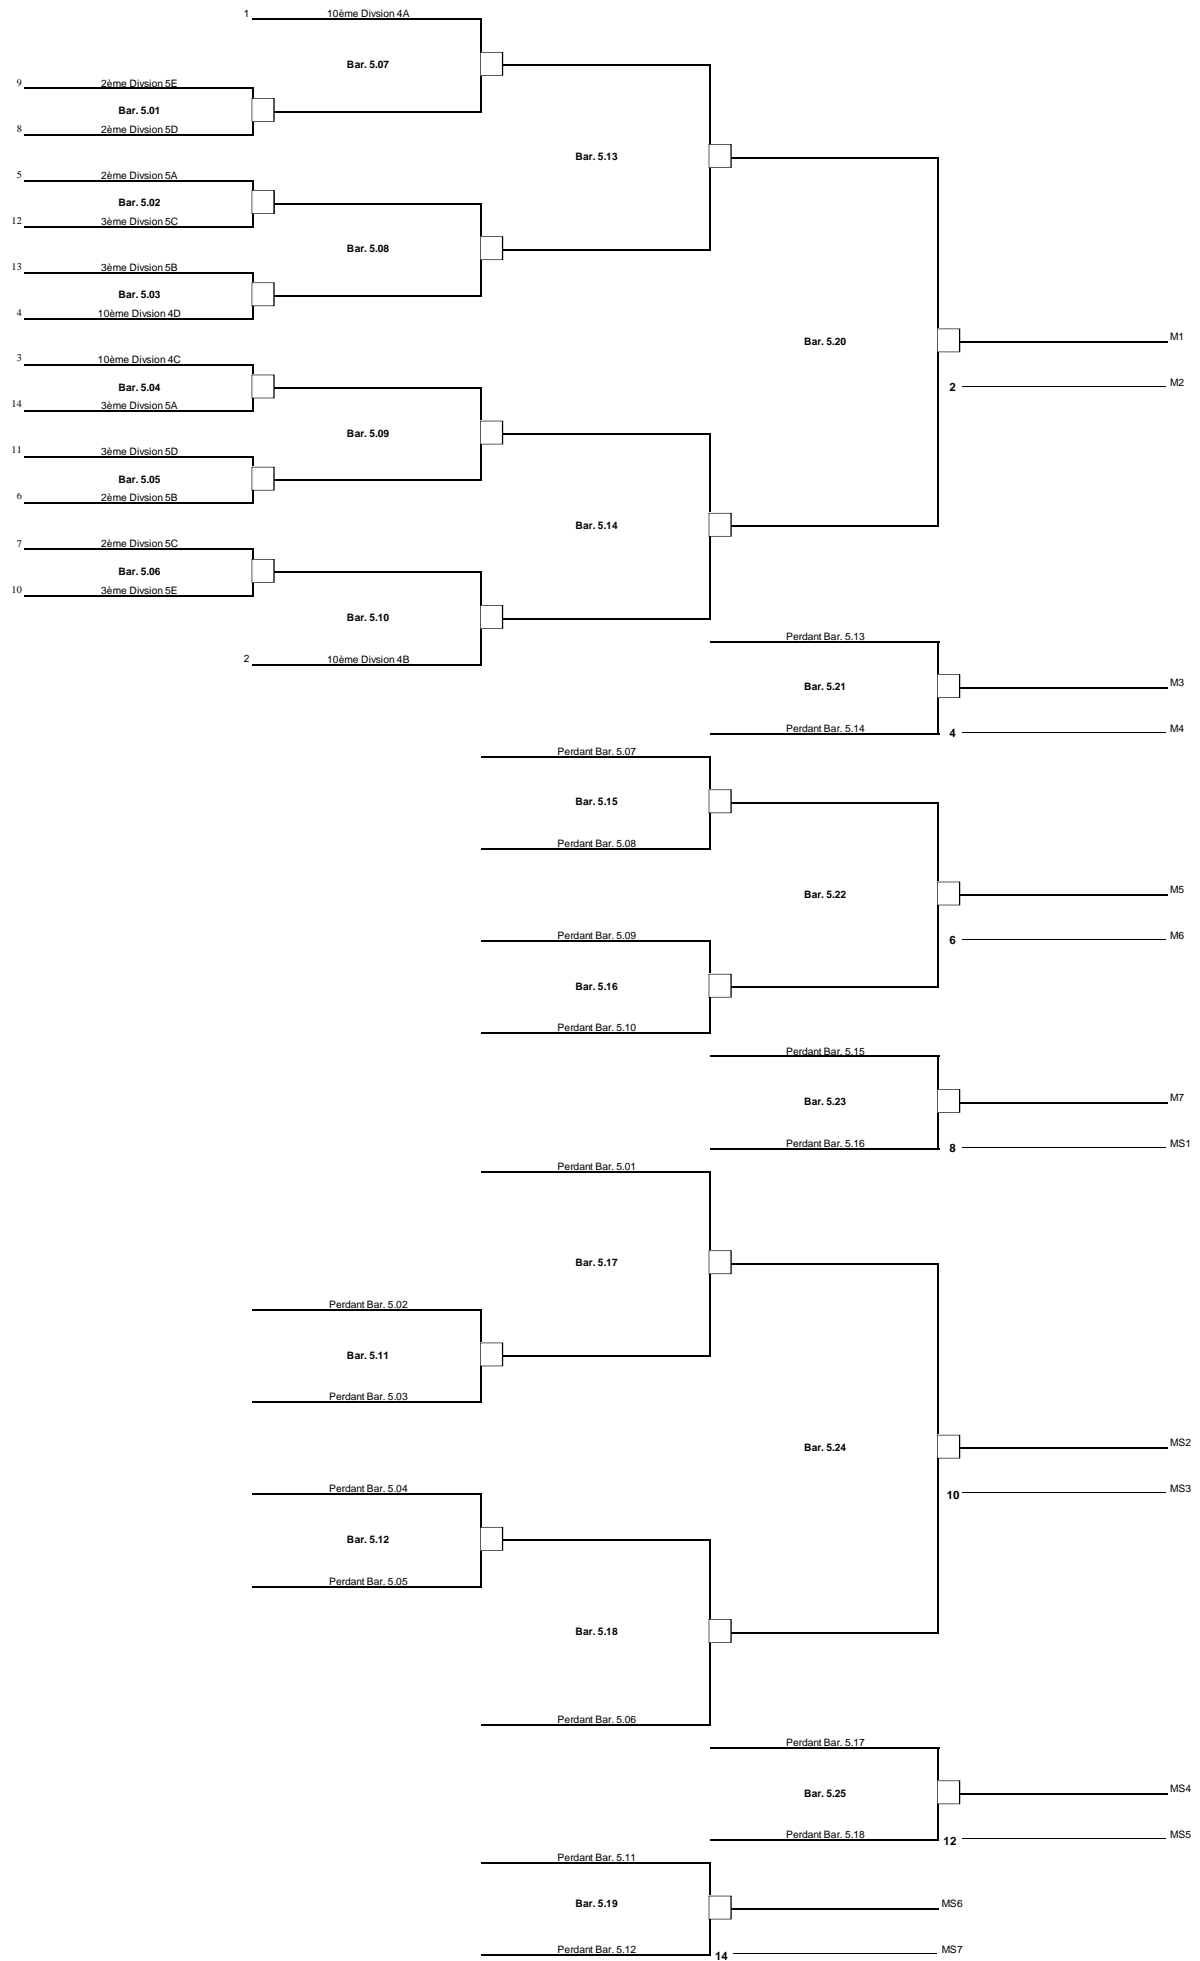 1 10ème Divsion 4A
Bar. 5.07
9 2ème Divsion 5E
Bar. 5.01
8 2ème Divsion 5D
Bar. 5.13
5 2ème Divsion 5A
Bar. 5.02
12 3ème Divsion 5C
Bar. 5.08
13 3ème Divsion 5B
Bar. 5.03
4 10ème Divsion 4D
Bar. 5.20
M1
3 10ème Divsion 4C
Bar. 5.04
2 M2
14 3ème Divsion 5A
Bar. 5.09
11 3ème Divsion 5D
Bar. 5.05
6 2ème Divsion 5B
Bar. 5.14
7 2ème Divsion 5C
Bar. 5.06
10 3ème Divsion 5E
Bar. 5.10
Perdant Bar. 5.13
2 10ème Divsion 4B
Bar. 5.21
M3
Perdant Bar. 5.14
4 M4
Perdant Bar. 5.07
Bar. 5.15
Perdant Bar. 5.08
Bar. 5.22
M5
Perdant Bar. 5.09
6 M6
Bar. 5.16
Perdant Bar. 5.10
Perdant Bar. 5.15
Bar. 5.23
M7
Perdant Bar. 5.16
8 MS1
Perdant Bar. 5.01
Bar. 5.17
Perdant Bar. 5.02
Bar. 5.11
Perdant Bar. 5.03
Bar. 5.24
MS2
Perdant Bar. 5.04
10 MS3
Bar. 5.12
Perdant Bar. 5.05
Bar. 5.18
Perdant Bar. 5.06
Perdant Bar. 5.17
Bar. 5.25
MS4
Perdant Bar. 5.18
12 MS5
Perdant Bar. 5.11
Bar. 5.19
MS6
Perdant Bar. 5.12
14 MS7